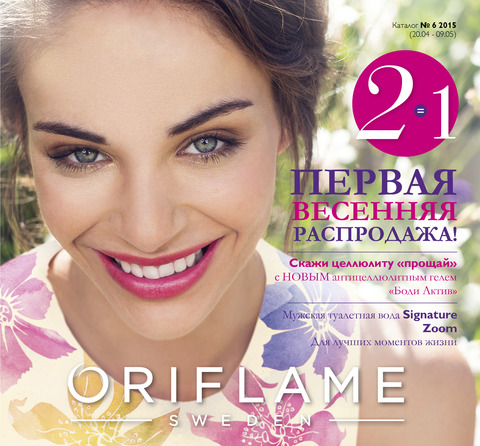 Каталог № 6 2015
(20.04 - 09.05)
2=1
ПЕРВАЯ
ВЕСЕННЯЯ
РАСПРОДАЖА!
Скажи целлюлиту «прощай»
с НОВЫМ антицеллюлитным гелем
«Боди Актив»
Мужская туалетная вода Signature
Zoom
Для лучших моментов жизни
ORIFLAME
SWEDEN